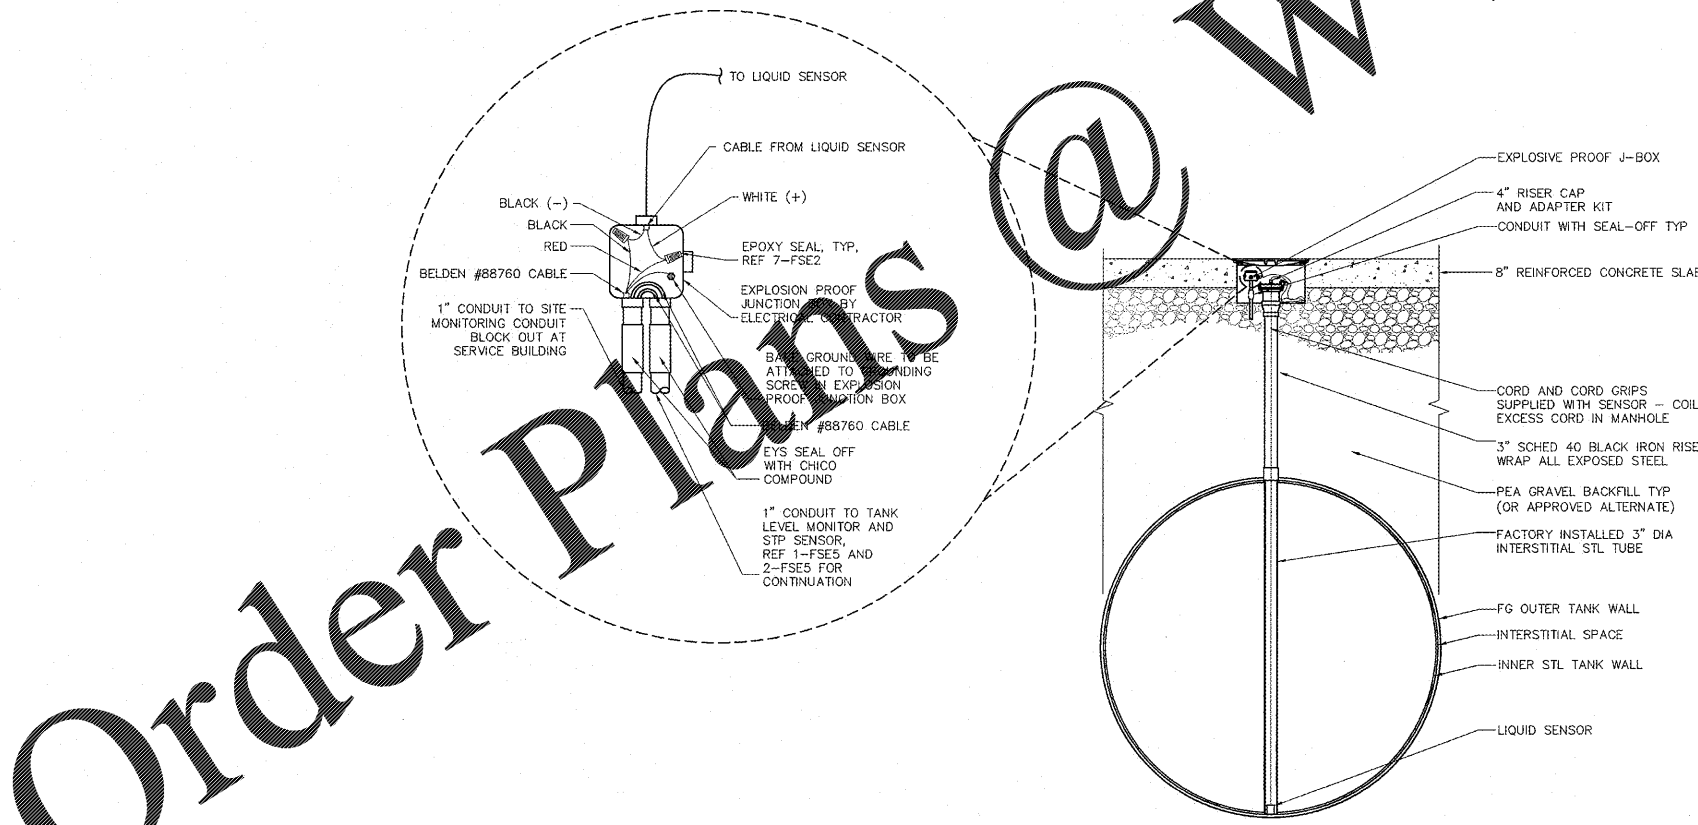 TO LIQUID SENSOR
CABLE FROM LIQUID SENSOR
BLACK (-)
WHITE (+)
BLACK
RED
EPOXY SEAL, TYP,
REF 7-FSE2
BELDEN #88760 CABLE
EXPLOSION PROOF
JUNCTION BOX BY
ELECTRICAL CONTRACTOR
1" CONDUIT TO SITE
MONITORING CONDUIT
BLOCK OUT AT
SERVICE BUILDING
BARE GROUND WIRE TO BE
ATTACHED TO GROUNDING
SCREW IN EXPLOSION
PROOF JUNCTION BOX
BELDEN #88760 CABLE
EYS SEAL OFF
WITH CHICO
COMPOUND
1" CONDUIT TO TANK
LEVEL MONITOR AND
STP SENSOR,
REF 1-FSE5 AND
2-FSE5 FOR
CONTINUATION
EXPLOSIVE PROOF J-BOX
4" RISER CAP
AND ADAPTER KIT
CONDUIT WITH SEAL-OFF TYP
8" REINFORCED CONCRETE SLAB
CORD AND CORD GRIPS
SUPPLIED WITH SENSOR - COIL
EXCESS CORD IN MANHOLE
3" SCHED 40 BLACK IRON RISE
WRAP ALL EXPOSED STEEL
PEA GRAVEL BACKFILL TYP
(OR APPROVED ALTERNATE)
FACTORY INSTALLED 3" DIA
INTERSTITIAL STL TUBE
FG OUTER TANK WALL
INTERSTITIAL SPACE
INNER STL TANK WALL
LIQUID SENSOR
Order Plans @ W